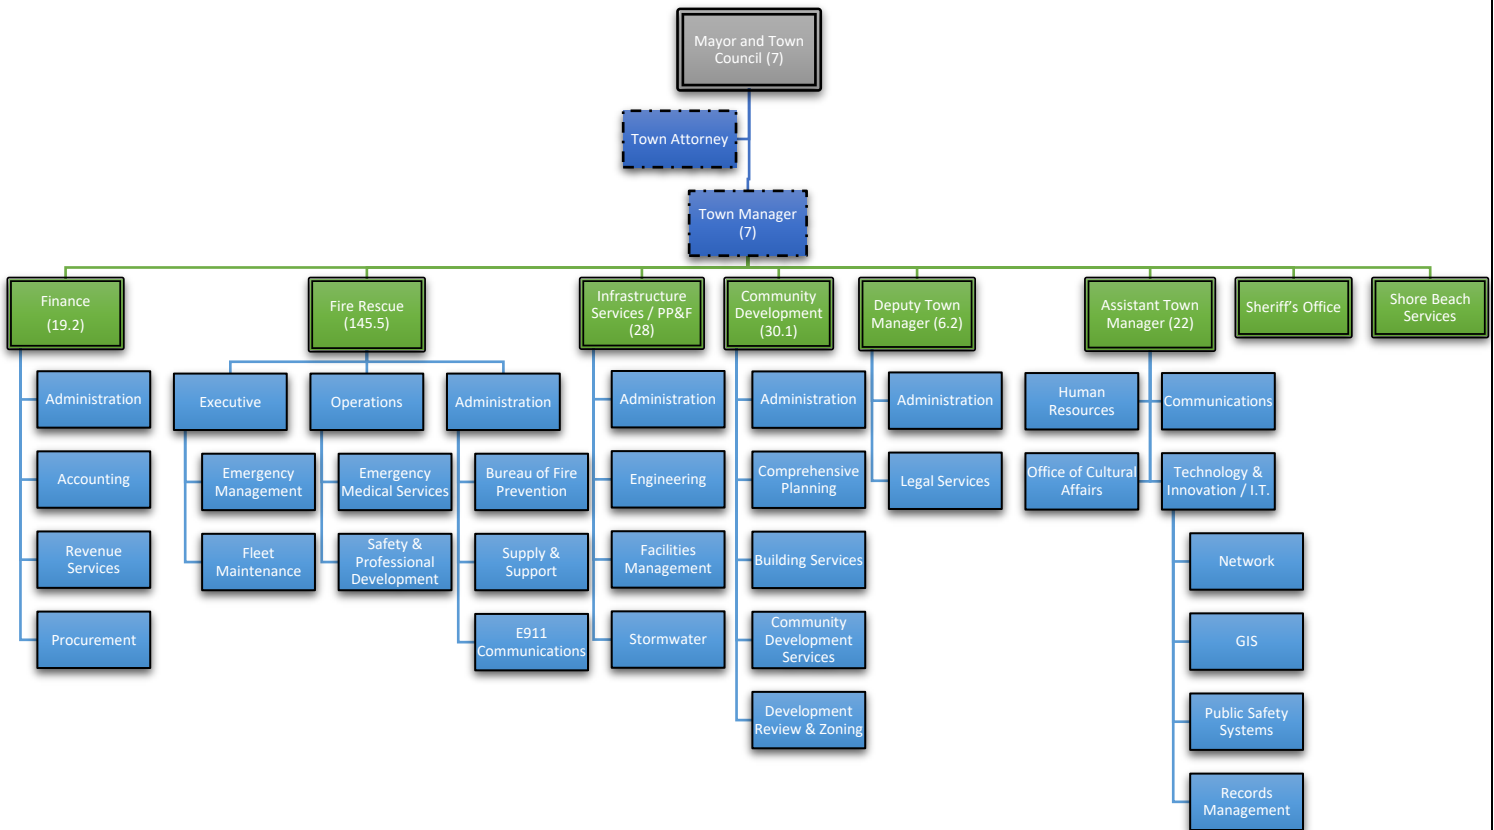 Mayor and Town
Council (7)
Town Attorney
Town Manager
(7)
Finance
(19.2)
Fire Rescue
(145.5)
Infrastructure
Services / PP&F
(28)
Community
Development
(30.1)
Deputy Town
Manager (6.2)
Assistant Town
Manager (22)
Sheriff's Office
Shore Beach
Services
Administration
Accounting
Revenue
Services
Procurement
Executive
Emergency
Management
Fleet
Maintenance
Operations
Emergency
Medical Services
Safety &
Professional
Development
Administration
Bureau of Fire
Prevention
Supply &
Support
E911
Communications
Administration
Engineering
Facilities
Management
Stormwater
Administration
Comprehensive
Planning
Building Services
Community
Development
Services
Development
Review & Zoning
Administration
Legal Services
Human
Resources
Communications
Office of Cultural
Affairs
Technology &
Innovation / I.T.
Network
GIS
Public Safety
Systems
Records
Management